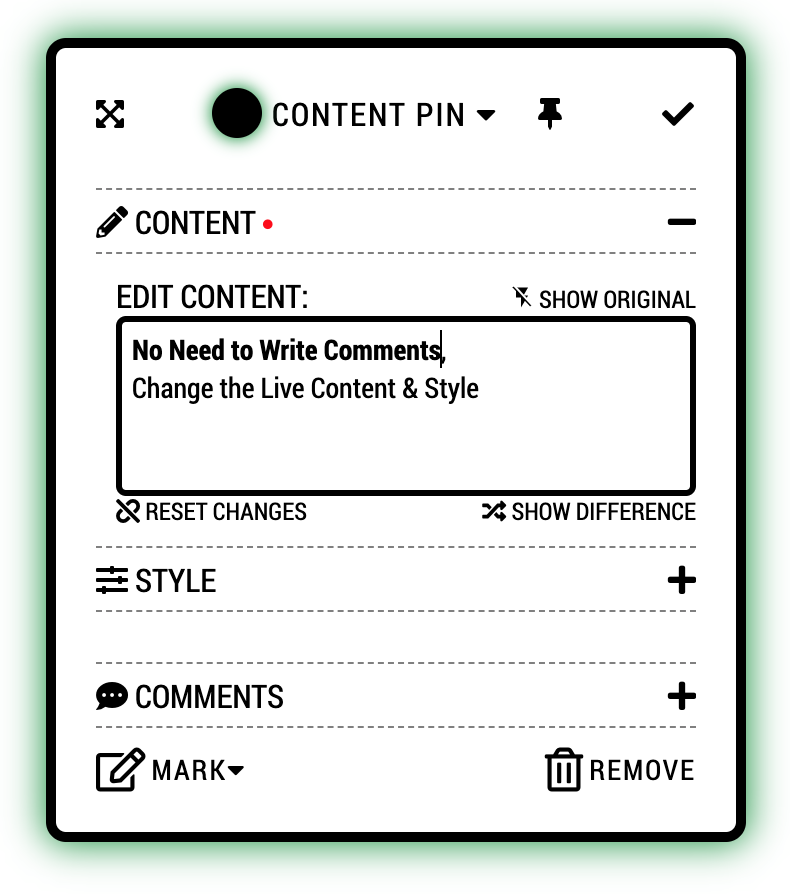 CONTENT PIN
CONTENT
EDIT CONTENT:
SHOW ORIGINAL
No Need to Write Comments,
Change the Live Content & Style
RESET CHANGES
SHOW DIFFERENCE
STYLE
COMMENTS
MARK
REMOVE